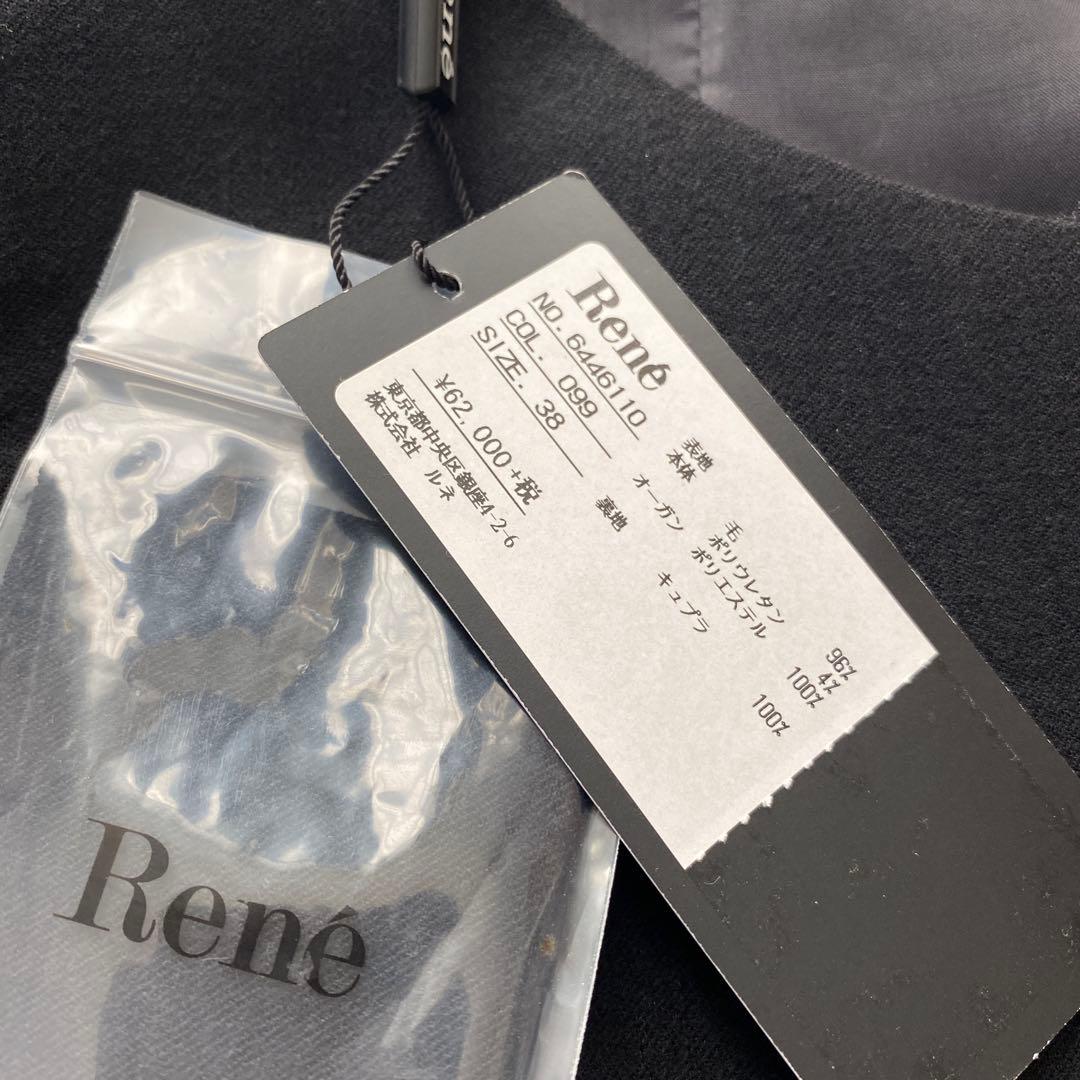 René
René
NO. 6446110
COL. 099
SIZE. 38
¥62,000+税
東京都中央区銀座4-2-6
株式会社 ルネ
表地
本体 毛 96%
ポリウレタン 4%
オーガン ポリエステル 100%
裏地 キュプラ 100%
René